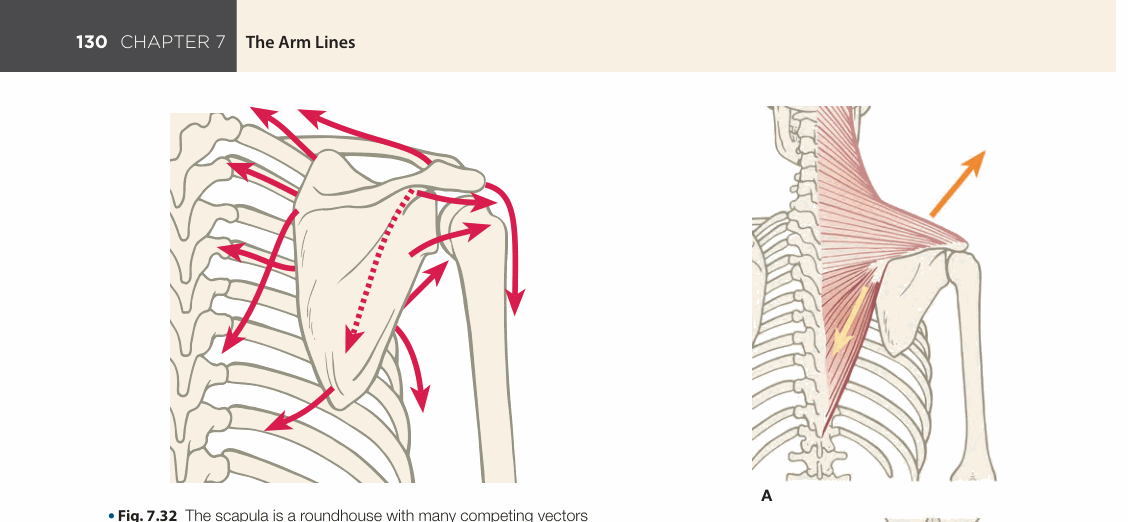 130 CHAPTER 7 The Arm Lines
A
• Fig. 7.32 The scapula is a roundhouse with many competing vectors